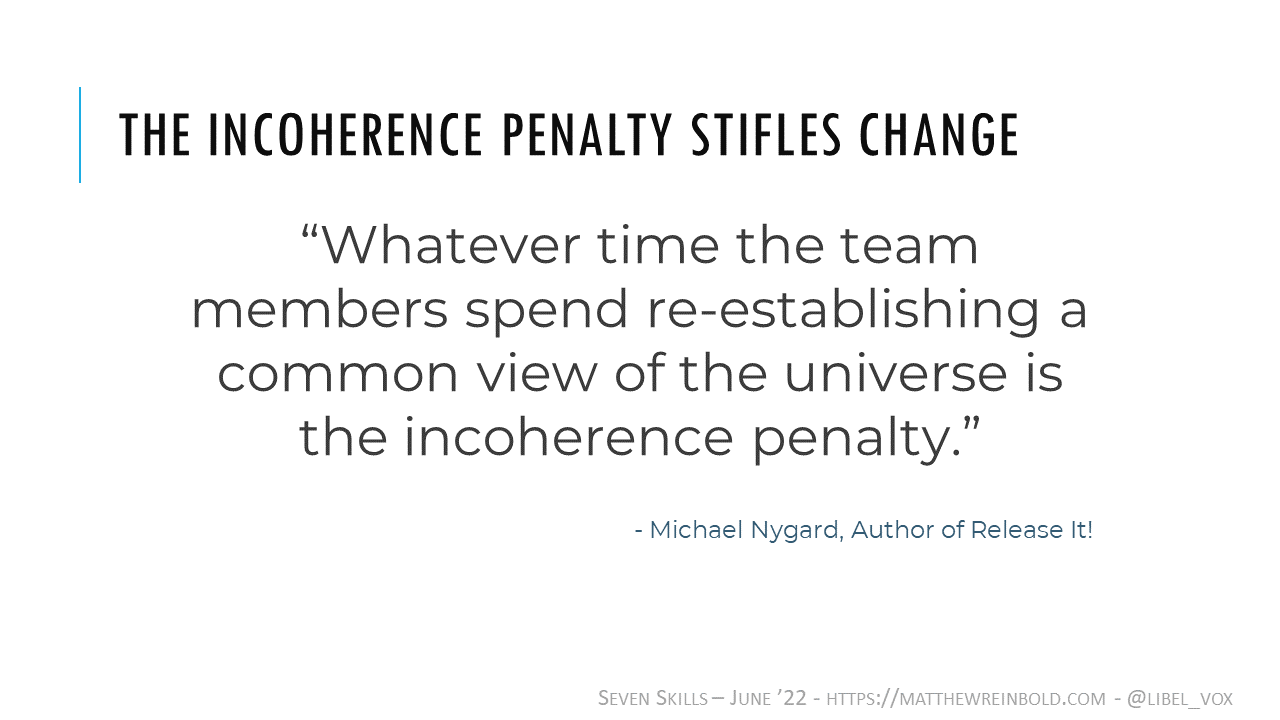 THE INCOHERENCE PENALTY STIFLES CHANGE
“Whatever time the team
members spend re-establishing a
common view of the universe is
the incoherence penalty.”
- Michael Nygard, Author of Release It!
SEVEN SKILLS – JUNE ’22 - HTTPS://MATTHEWREINBOLD.COM - @LIBEL_VOX